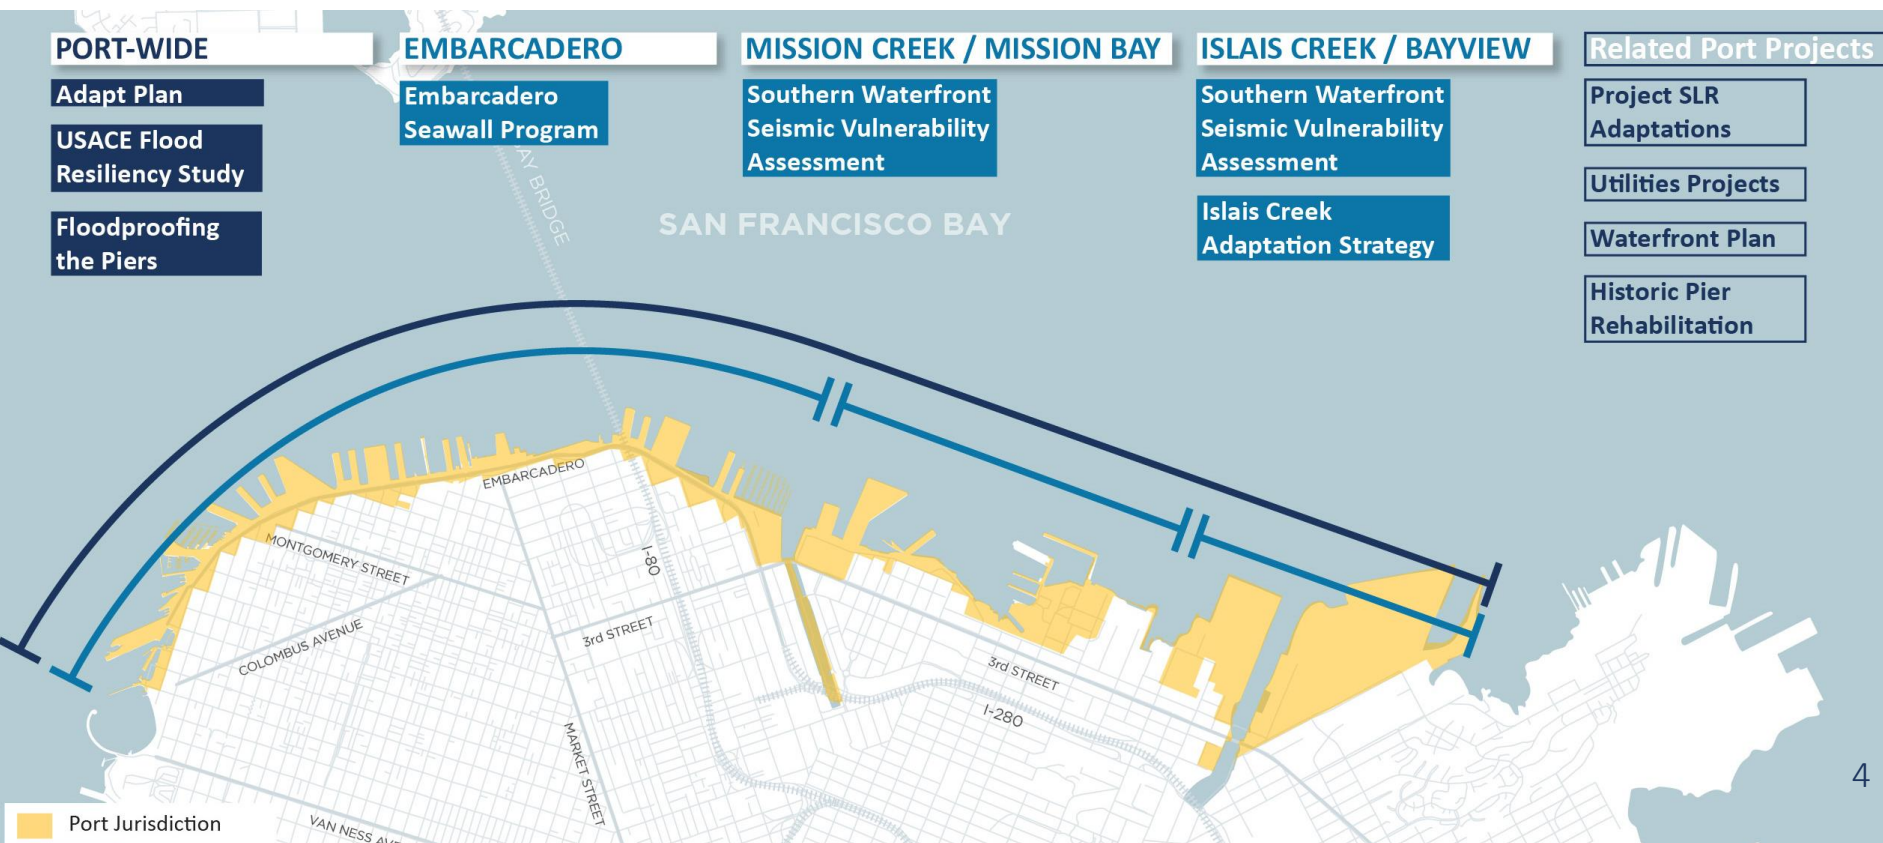 PORT-WIDE
Adapt Plan
USACE Flood
Resiliency Study
Floodproofing
the Piers
EMBARCADERO
Embarcadero
Seawall Program
MISSION CREEK / MISSION BAY
Southern Waterfront
Seismic Vulnerability
Assessment
ISLAIS CREEK / BAYVIEW
Southern Waterfront
Seismic Vulnerability
Assessment
Islais Creek
Adaptation Strategy
Related Port Projects
Project SLR
Adaptations
Utilities Projects
Waterfront Plan
Historic Pier
Rehabilitation
BAY BRIDGE
SAN FRANCISCO BAY
EMBARCADERO
MONTGOMERY STREET
I-80
COLOMBUS AVENUE
3rd STREET
3rd STREET
I-280
MARKET STREET
VAN NESS
4
Port Jurisdiction